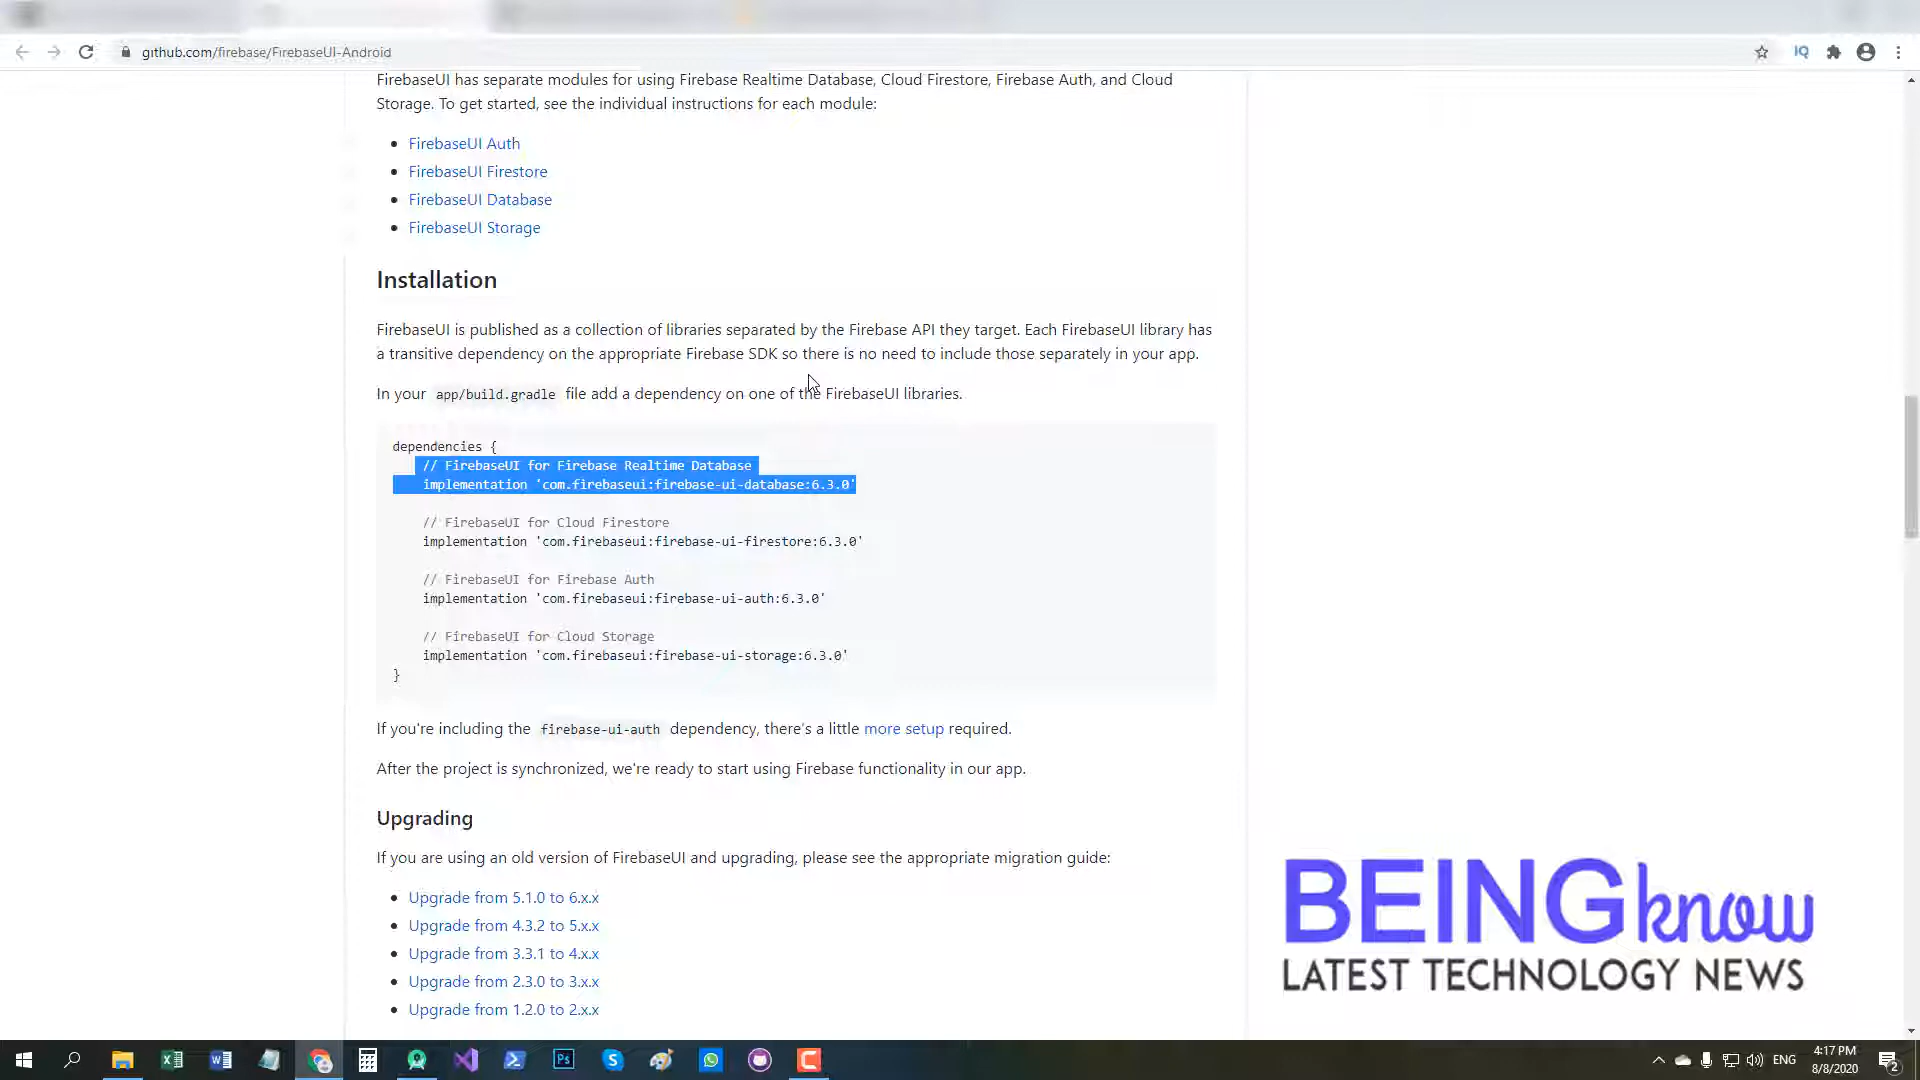 github.com/firebase/FirebaseUI-Android
FirebaseUI has separate modules for using Firebase Realtime Database, Cloud Firestore, Firebase Auth, and Cloud
Storage. To get started, see the individual instructions for each module:
FirebaseUI Auth
FirebaseUI Firestore
FirebaseUI Database
FirebaseUI Storage
Installation
FirebaseUI is published as a collection of libraries separated by the Firebase API they target. Each FirebaseUI library has
a transitive dependency on the appropriate Firebase SDK so there is no need to include those separately in your app.
In your app/build.gradle file add a dependency on one of the FirebaseUI libraries.
dependencies {
// FirebaseUI for Firebase Realtime Database
implementation 'com.firebaseui:firebase-ui-database:6.3.0'
// FirebaseUI for Cloud Firestore
implementation 'com.firebaseui:firebase-ui-firestore:6.3.0'
// FirebaseUI for Firebase Auth
implementation 'com.firebaseui:firebase-ui-auth:6.3.0'
// FirebaseUI for Cloud Storage
implementation 'com.firebaseui:firebase-ui-storage:6.3.0'
}
If you're including the firebase-ui-auth dependency, there's a little more setup required.
After the project is synchronized, we're ready to start using Firebase functionality in our app.
Upgrading
If you are using an old version of FirebaseUI and upgrading, please see the appropriate migration guide:
Upgrade from 5.1.0 to 6.x.x
Upgrade from 4.3.2 to 5.x.x
Upgrade from 3.3.1 to 4.x.x
Upgrade from 2.3.0 to 3.x.x
Upgrade from 1.2.0 to 2.x.x
BEINGknow
LATEST TECHNOLOGY NEWS
ENG
4:17 PM
8/8/2020
2